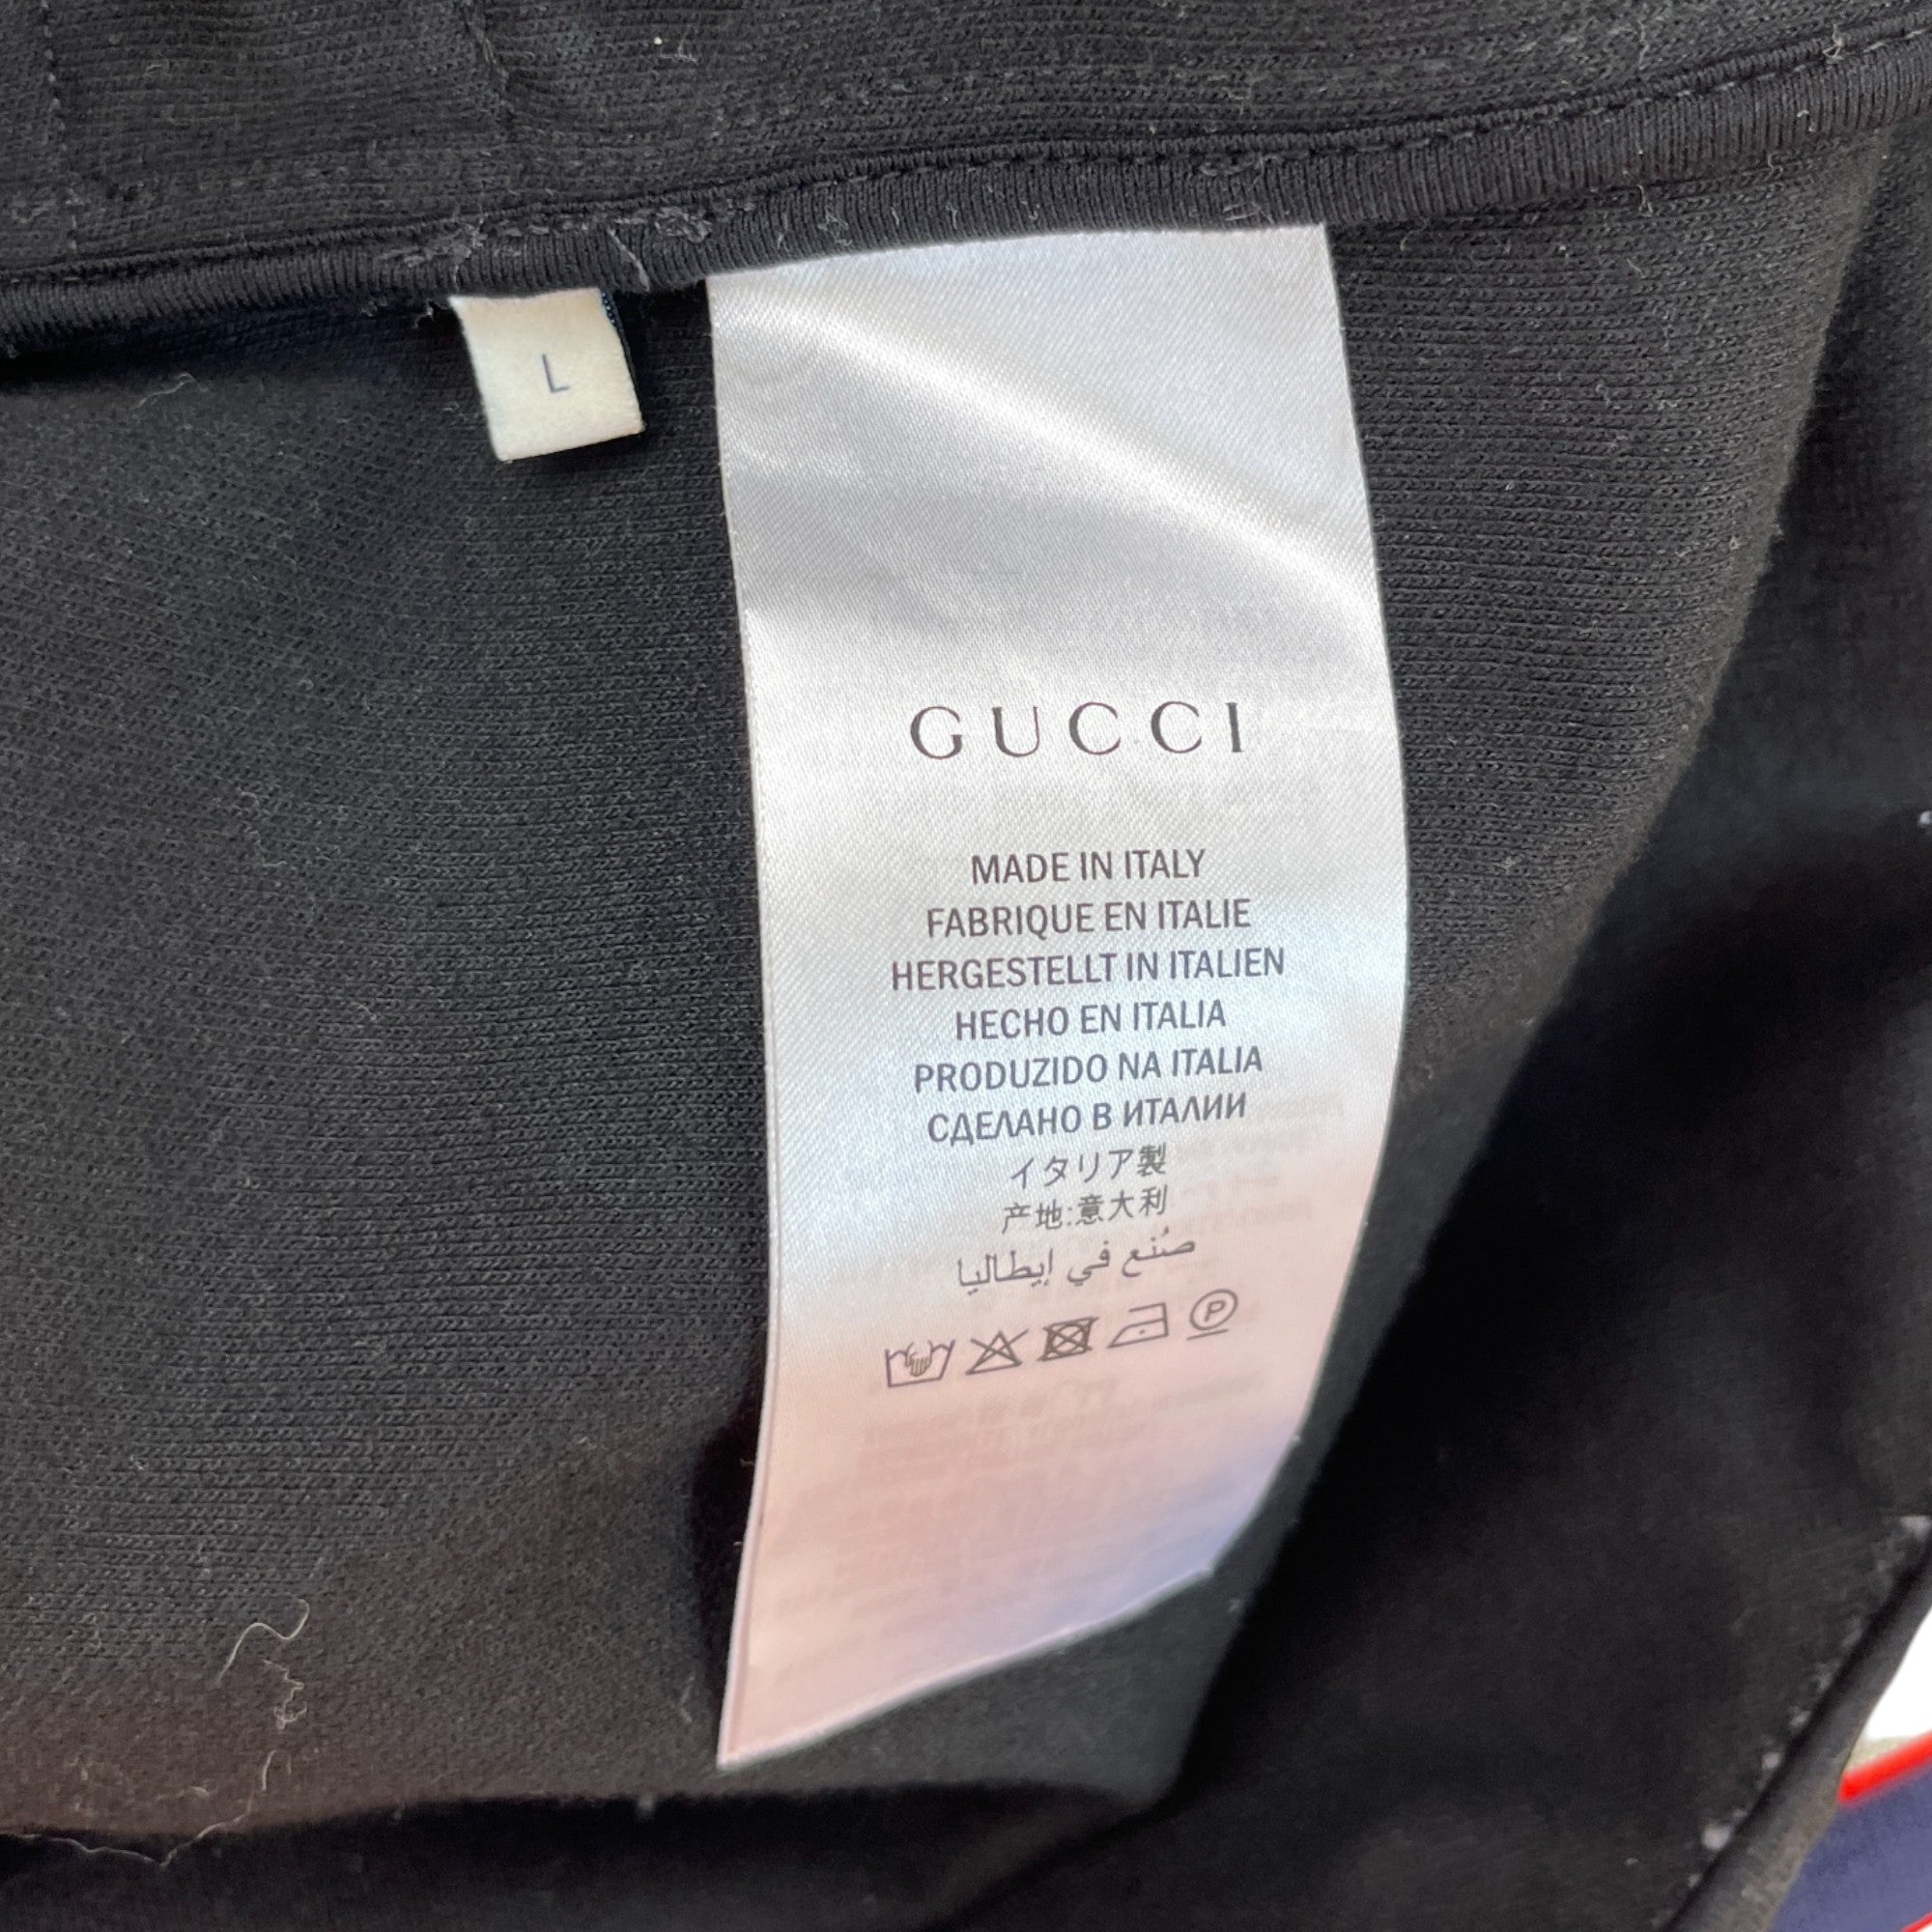 L
GUCCI
MADE IN ITALY
FABRIQUE EN ITALIE
HERGESTELLT IN ITALIEN
HECHO EN ITALIA
PRODUZIDO NA ITALIA
СДЕЛАНО В ИТАЛИИ
イタリア製
产地:意大利
صُنع في إيطاليا
P